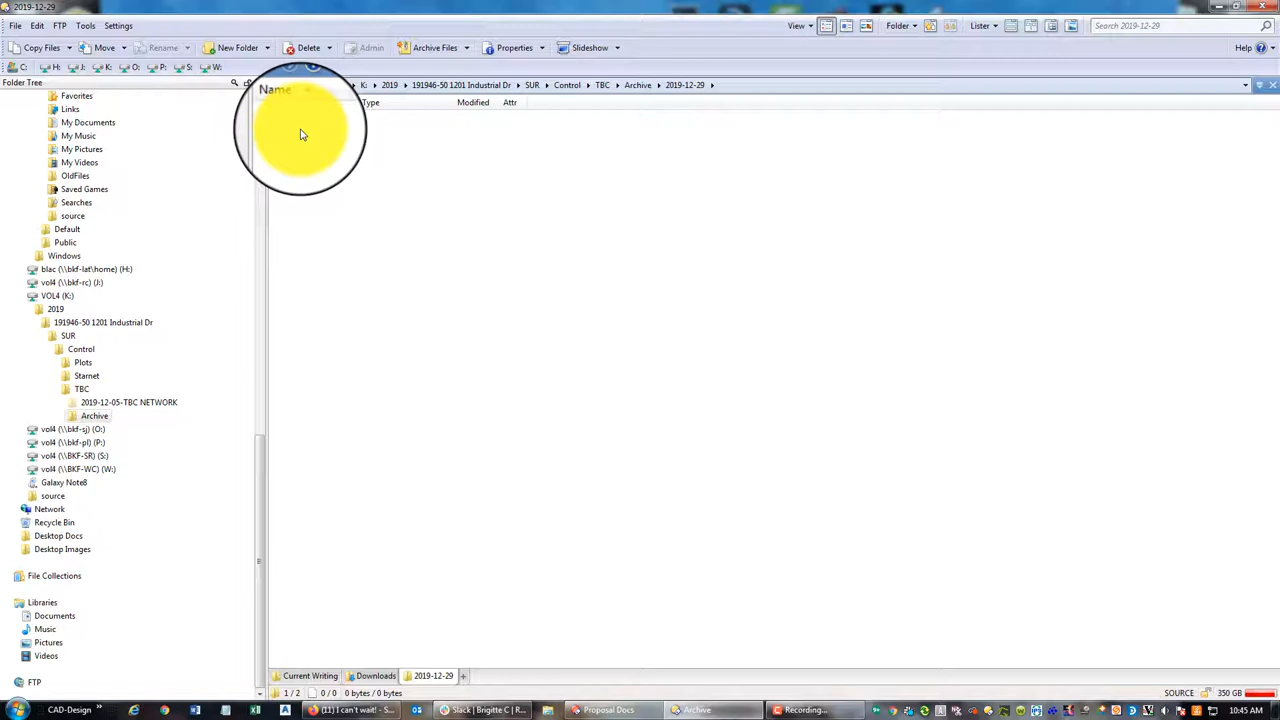 2019-12-29
File Edit FTP Tools Settings View Folder Lister Search 2019-12-29
Copy Files Move Rename New Folder Delete Admin Archive Files Properties Slideshow Help
C: H: J: K: O: P: S: W:
Folder Tree
K: 2019 191946-50 1201 Industrial Dr SUR Control TBC Archive 2019-12-29
Name Type Modified Attr
Favorites
Links
My Documents
My Music
My Pictures
My Videos
OldFiles
Saved Games
Searches
source
Default
Public
Windows
blac (\\bkf-lat\home) (H:)
vol4 (\\bkf-rc) (J:)
VOL4 (K:)
2019
191946-50 1201 Industrial Dr
SUR
Control
Plots
Starnet
TBC
2019-12-05-TBC NETWORK
Archive
vol4 (\\bkf-sj) (O:)
vol4 (\\bkf-pl) (P:)
vol4 (\\BKF-SR) (S:)
vol4 (\\BKF-WC) (W:)
Galaxy Note8
source
Network
Recycle Bin
Desktop Docs
Desktop Images
File Collections
Libraries
Documents
Music
Pictures
Videos
FTP
Current Writing Downloads 2019-12-29
1 / 2 0 / 0 0 bytes / 0 bytes SOURCE 350 GB
CAD-Design » (11) I can't wait! - S... Slack | Brigitte C | R... Proposal Docs Archive Recording... 10:45 AM